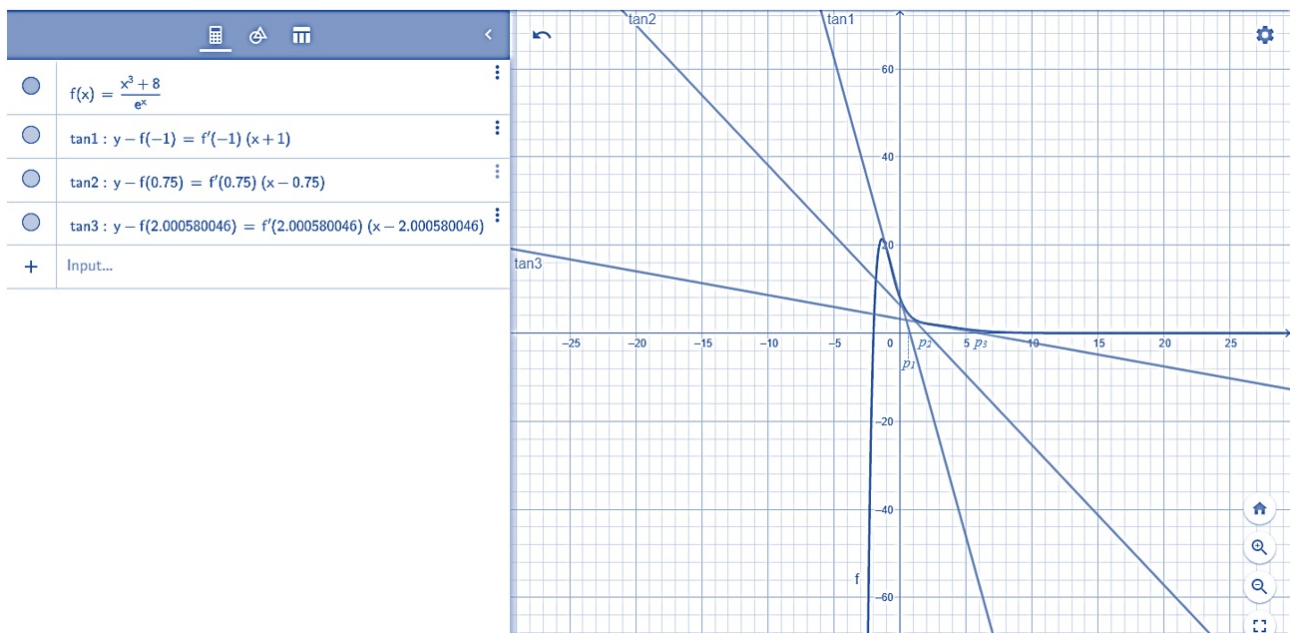 f(x) = x³ + 8 / eˣ
tan1 : y − f(−1) = f′(−1) (x + 1)
tan2 : y − f(0.75) = f′(0.75) (x − 0.75)
tan3 : y − f(2.000580046) = f′(2.000580046) (x − 2.000580046)
+ Input...
tan2 tan1
60
40
20
tan3
−25 −20 −15 −10 −5 0 p₂ 5 p₃ 10 15 20 25
p₁
−20
−40
f
−60